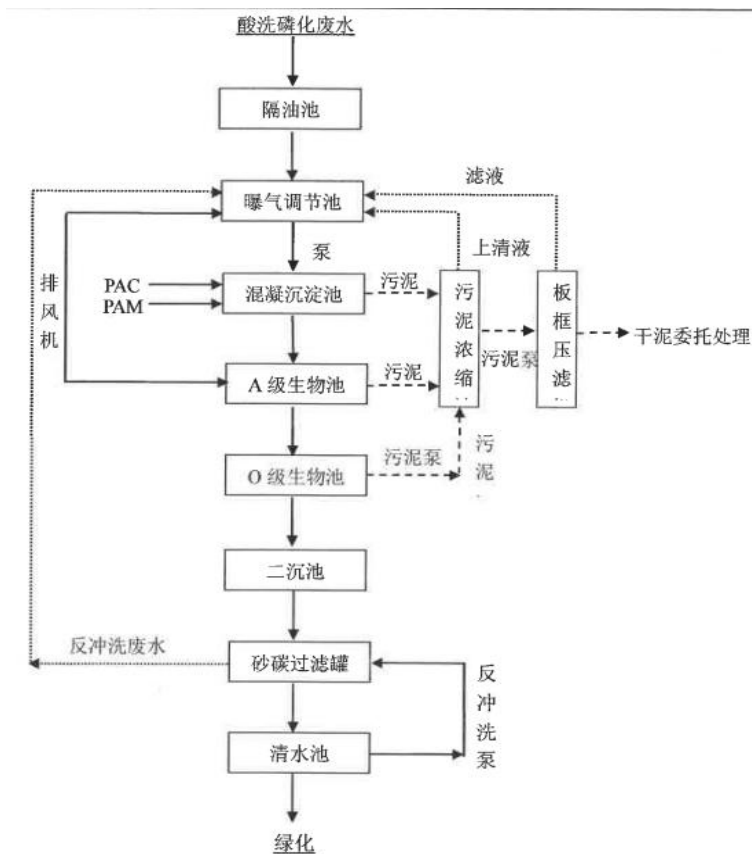 酸洗磷化废水
隔油池
滤液
曝气调节池
泵
上清液
排风机
PAC
PAM
混凝沉淀池
污泥
污泥浓缩
污泥泵
板框压滤
干泥委托处理
A 级生物池
污泥
O 级生物池
污泥泵
污泥
二沉池
反冲洗废水
砂碳过滤罐
反冲洗泵
清水池
绿化